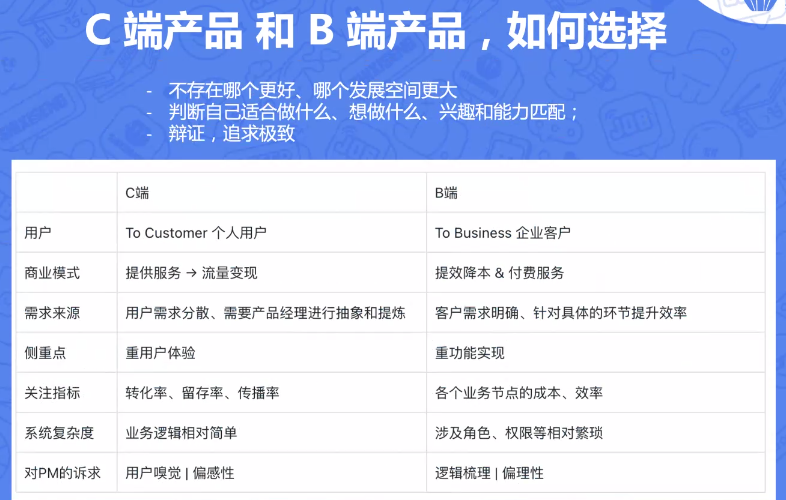 C 端产品 和 B 端产品，如何选择
- 不存在哪个更好、哪个发展空间更大
- 判断自己适合做什么、想做什么、兴趣和能力匹配；
- 辩证，追求极致
C端 B端
用户 To Customer 个人用户 To Business 企业客户
商业模式 提供服务 → 流量变现 提效降本 & 付费服务
需求来源 用户需求分散、需要产品经理进行抽象和提炼 客户需求明确、针对具体的环节提升效率
侧重点 重用户体验 重功能实现
关注指标 转化率、留存率、传播率 各个业务节点的成本、效率
系统复杂度 业务逻辑相对简单 涉及角色、权限等相对繁琐
对PM的诉求 用户嗅觉 | 偏感性 逻辑梳理 | 偏理性